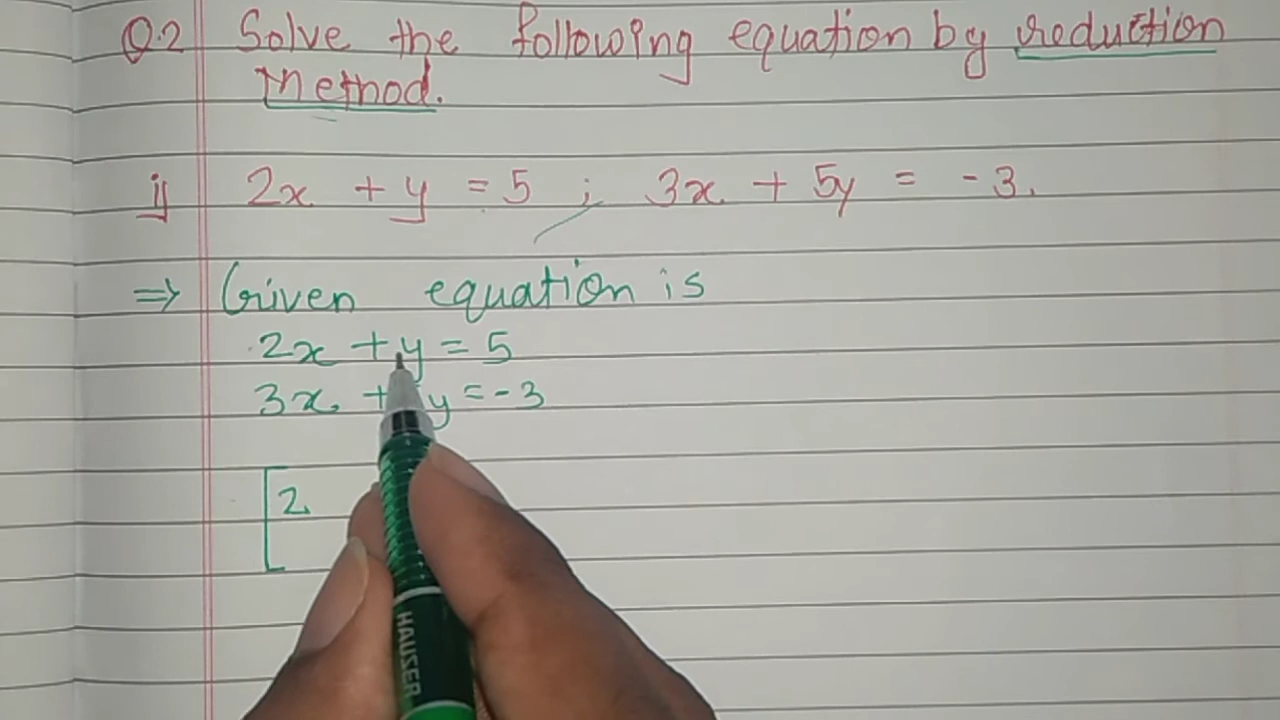 Q.2 Solve the following equation by reduction
Method.
i) 2x + y = 5 ; 3x + 5y = -3.
⇒ Given equation is
2x + y = 5
3x + y = -3
[2
HAUSER